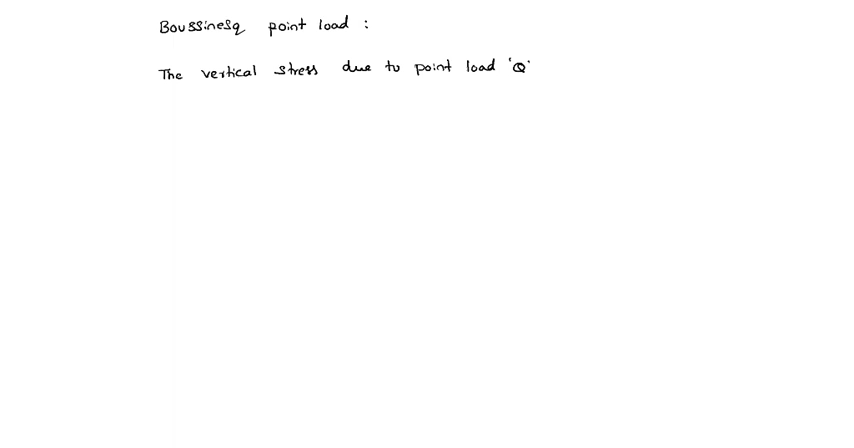 Boussinesq point load :
The vertical stress due to point load 'Q'